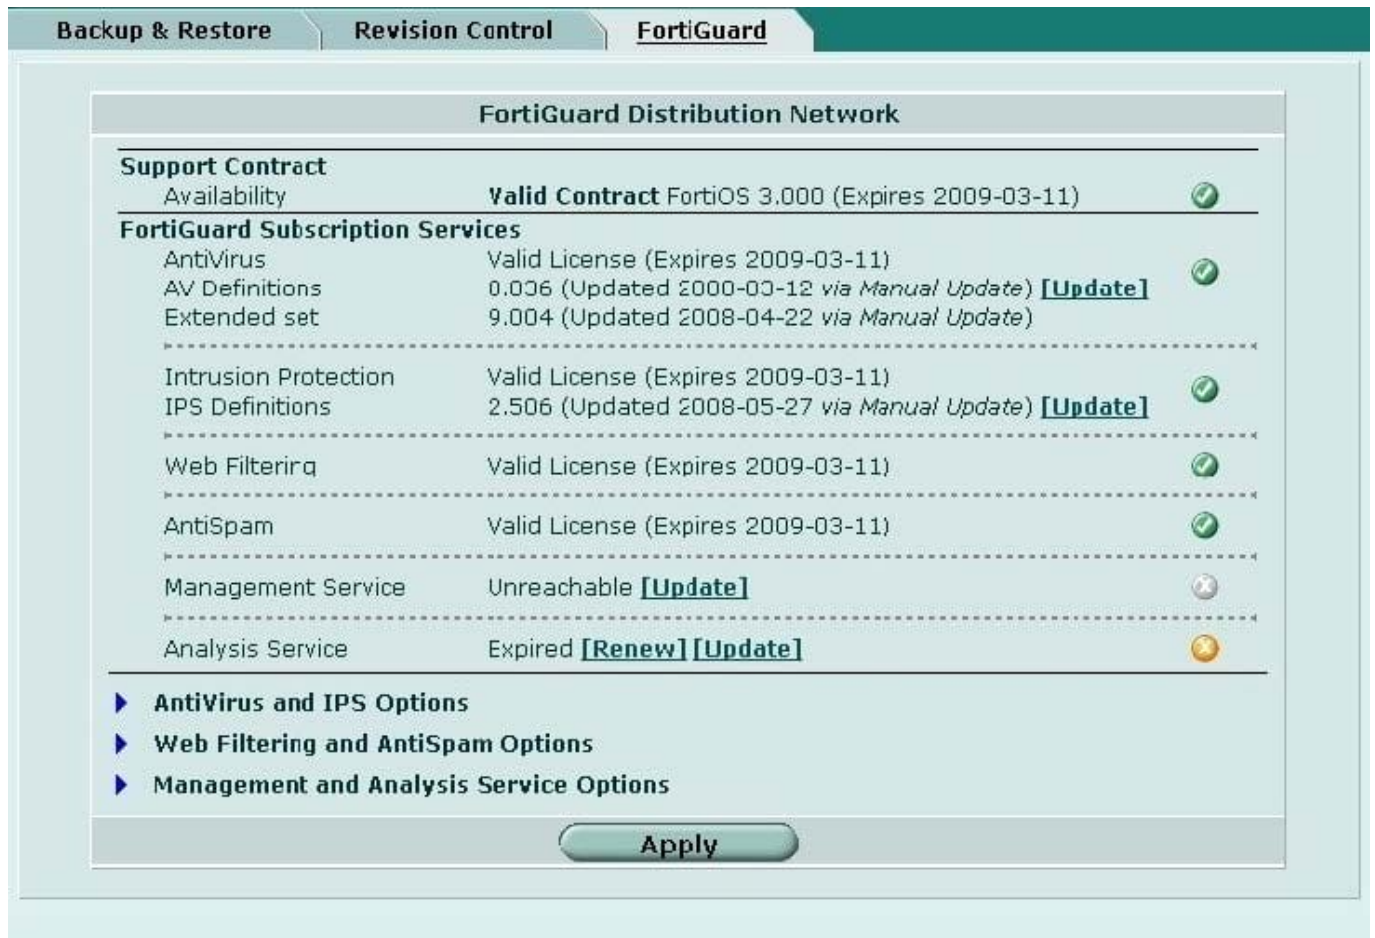 Backup & Restore Revision Control FortiGuard
FortiGuard Distribution Network
Support Contract
Availability Valid Contract FortiOS 3.000 (Expires 2009-03-11)
FortiGuard Subscription Services
AntiVirus Valid License (Expires 2009-03-11)
AV Definitions 0.036 (Updated 2000-03-12 via Manual Update) [Update]
Extended set 9.004 (Updated 2008-04-22 via Manual Update)
Intrusion Protection Valid License (Expires 2009-03-11)
IPS Definitions 2.506 (Updated 2008-05-27 via Manual Update) [Update]
Web Filtering Valid License (Expires 2009-03-11)
AntiSpam Valid License (Expires 2009-03-11)
Management Service Unreachable [Update]
Analysis Service Expired [Renew] [Update]
AntiVirus and IPS Options
Web Filtering and AntiSpam Options
Management and Analysis Service Options
Apply